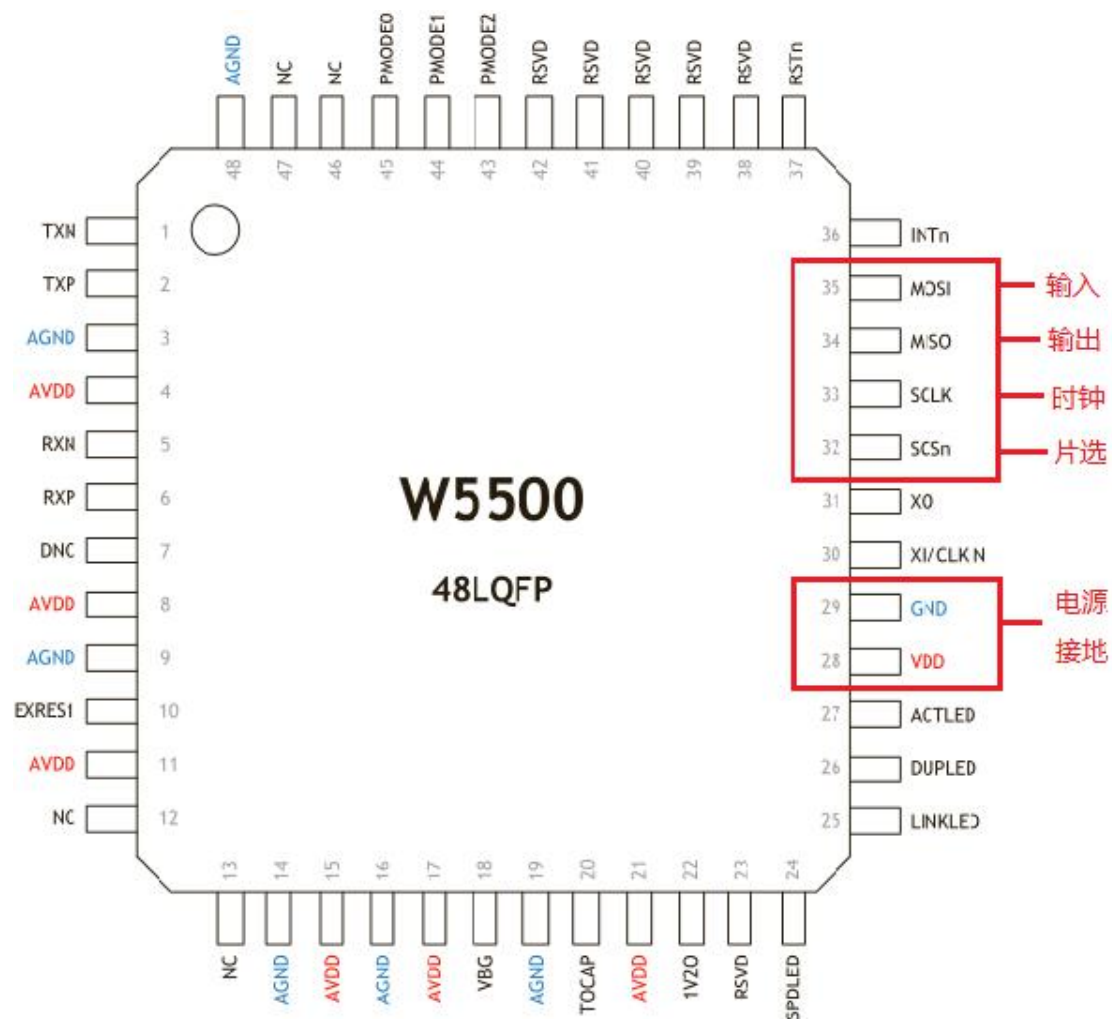 AGND NC NC PMODE0 PMODE1 PMODE2 RSVD RSVD RSVD RSVD RSVD RSTn
48 47 46 45 44 43 42 41 40 39 38 37
TXN 1
TXP 2
AGND 3
AVDD 4
RXN 5
RXP 6
DNC 7
AVDD 8
AGND 9
EXRES1 10
AVDD 11
NC 12
W5500
48LQFP
36 INTn
35 MOSI 输入
34 MISO 输出
33 SCLK 时钟
32 SCSn 片选
31 XO
30 XI/CLKIN
29 GND 电源
28 VDD 接地
27 ACTLED
26 DUPLED
25 LINKLED
13 14 15 16 17 18 19 20 21 22 23 24
NC AGND AVDD AGND AVDD VBG AGND TOCAP AVDD 1V2O RSVD SPDLED